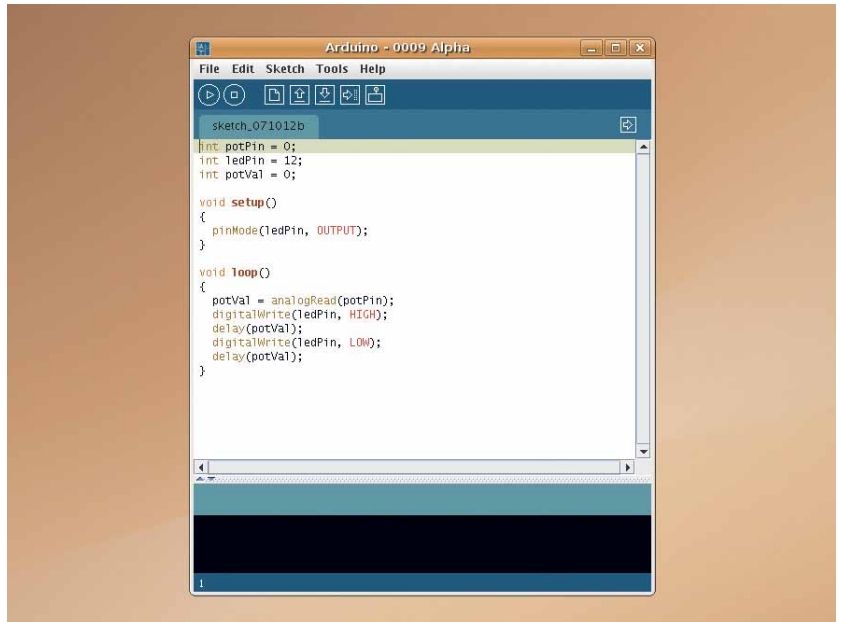 Arduino - 0009 Alpha
File Edit Sketch Tools Help
sketch_071012b
int potPin = 0;
int ledPin = 12;
int potVal = 0;
void setup()
{
pinMode(ledPin, OUTPUT);
}
void loop()
{
potVal = analogRead(potPin);
digitalWrite(ledPin, HIGH);
delay(potVal);
digitalWrite(ledPin, LOW);
delay(potVal);
}
1